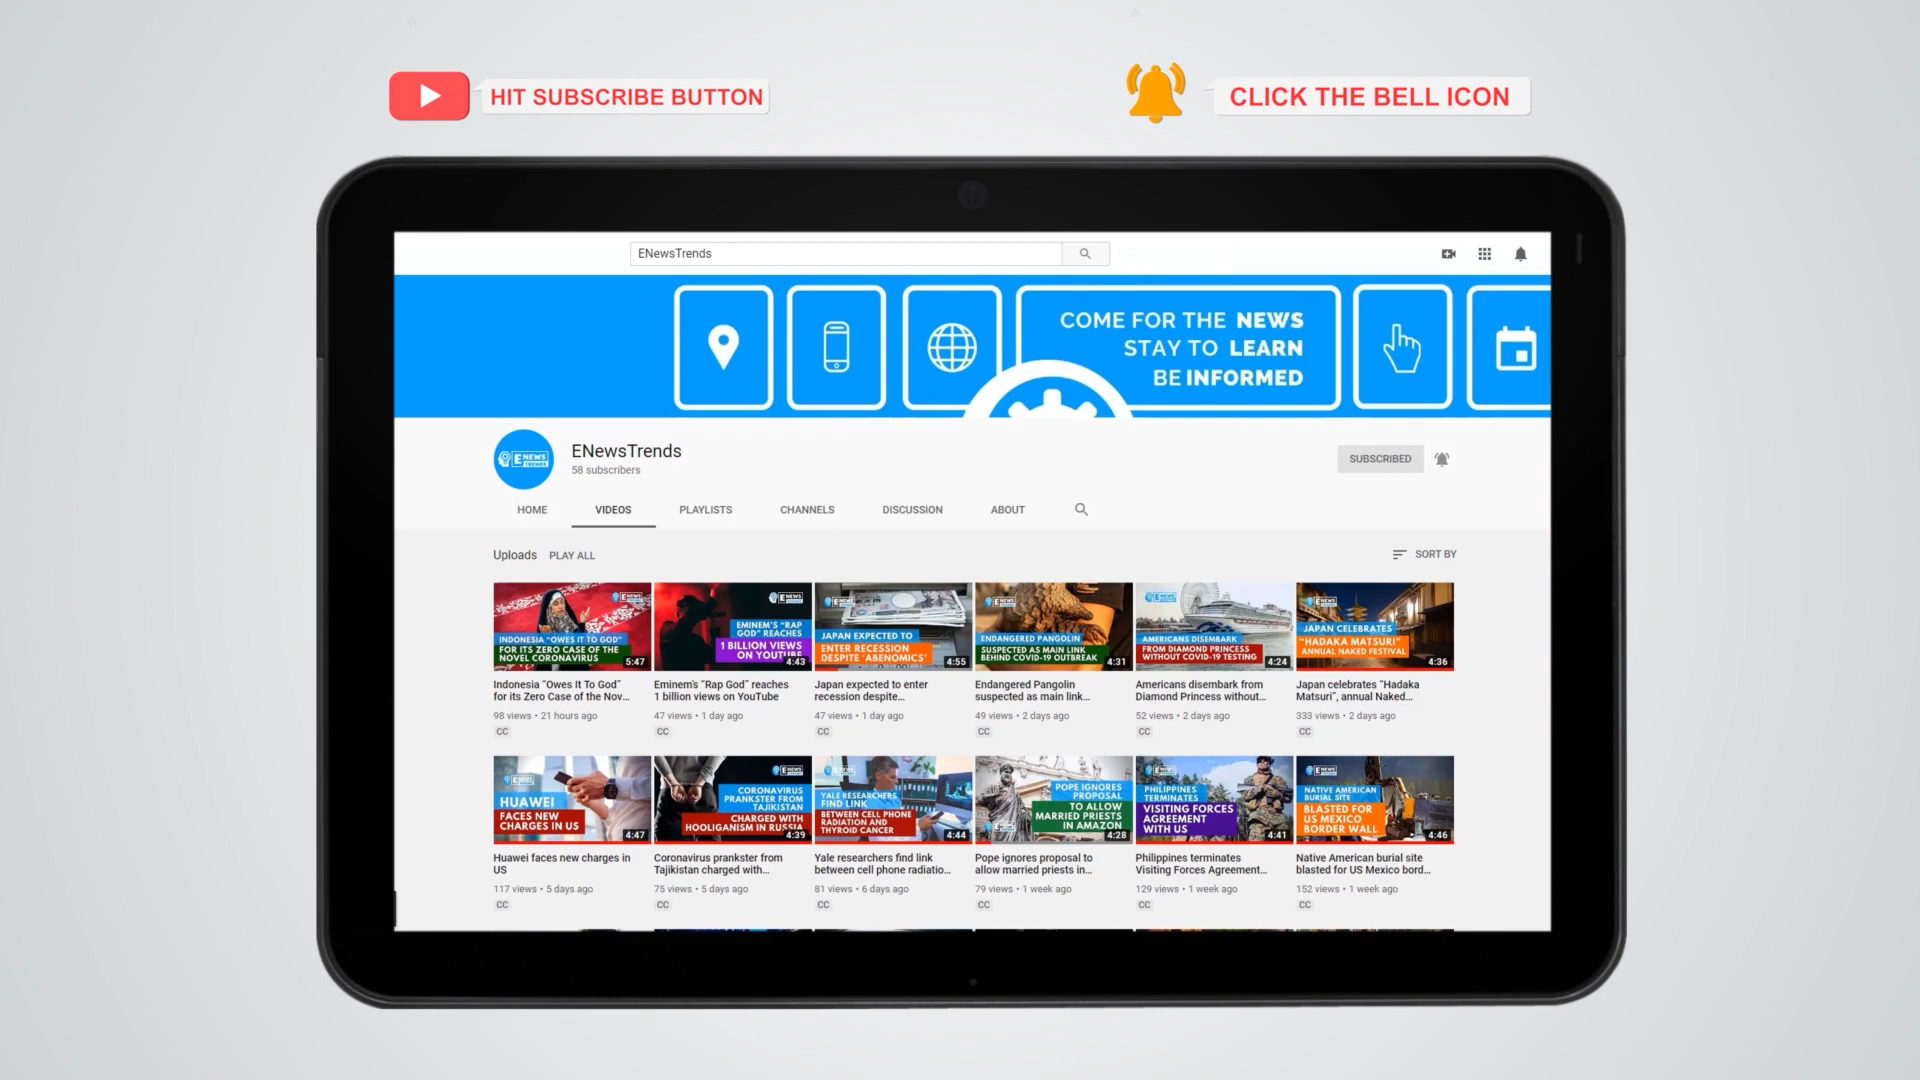 HIT SUBSCRIBE BUTTON
CLICK THE BELL ICON
ENewsTrends
COME FOR THE NEWS
STAY TO LEARN
BE INFORMED
E NEWS
TRENDS
ENewsTrends
58 subscribers
SUBSCRIBED
HOME VIDEOS PLAYLISTS CHANNELS DISCUSSION ABOUT
Uploads PLAY ALL
SORT BY
INDONESIA "OWES IT TO GOD"
FOR ITS ZERO CASE OF THE
NOVEL CORONAVIRUS
5:47
EMINEM'S "RAP
GOD" REACHES
1 BILLION VIEWS
ON YOUTUBE
4:43
JAPAN EXPECTED TO
ENTER RECESSION
DESPITE 'ABENOMICS'
4:55
ENDANGERED PANGOLIN
SUSPECTED AS MAIN LINK
BEHIND COVID-19 OUTBREAK
4:31
AMERICANS DISEMBARK
FROM DIAMOND PRINCESS
WITHOUT COVID-19 TESTING
4:24
JAPAN CELEBRATES
"HADAKA MATSURI"
ANNUAL NAKED FESTIVAL
4:36
Indonesia "Owes It To God"
for its Zero Case of the Nov...
98 views • 21 hours ago
CC
Eminem's "Rap God" reaches
1 billion views on YouTube
47 views • 1 day ago
CC
Japan expected to enter
recession despite...
47 views • 1 day ago
CC
Endangered Pangolin
suspected as main link...
49 views • 2 days ago
CC
Americans disembark from
Diamond Princess without...
52 views • 2 days ago
CC
Japan celebrates "Hadaka
Matsuri", annual Naked...
333 views • 2 days ago
CC
HUAWEI
FACES NEW
CHARGES IN US
4:47
CORONAVIRUS
PRANKSTER FROM
TAJIKISTAN
CHARGED WITH
HOOLIGANISM IN RUSSIA
4:39
YALE RESEARCHERS
FIND LINK
BETWEEN CELL PHONE
RADIATION AND
THYROID CANCER
4:44
POPE IGNORES
PROPOSAL
TO ALLOW
MARRIED PRIESTS
IN AMAZON
4:28
PHILIPPINES
TERMINATES
VISITING FORCES
AGREEMENT
WITH US
4:41
NATIVE AMERICAN
BURIAL SITE
BLASTED FOR
US MEXICO
BORDER WALL
4:46
Huawei faces new charges in
US
117 views • 5 days ago
CC
Coronavirus prankster from
Tajikistan charged with...
75 views • 5 days ago
CC
Yale researchers find link
between cell phone radiatio...
81 views • 6 days ago
CC
Pope ignores proposal to
allow married priests in...
79 views • 1 week ago
CC
Philippines terminates
Visiting Forces Agreement...
129 views • 1 week ago
CC
Native American burial site
blasted for US Mexico bord...
152 views • 1 week ago
CC